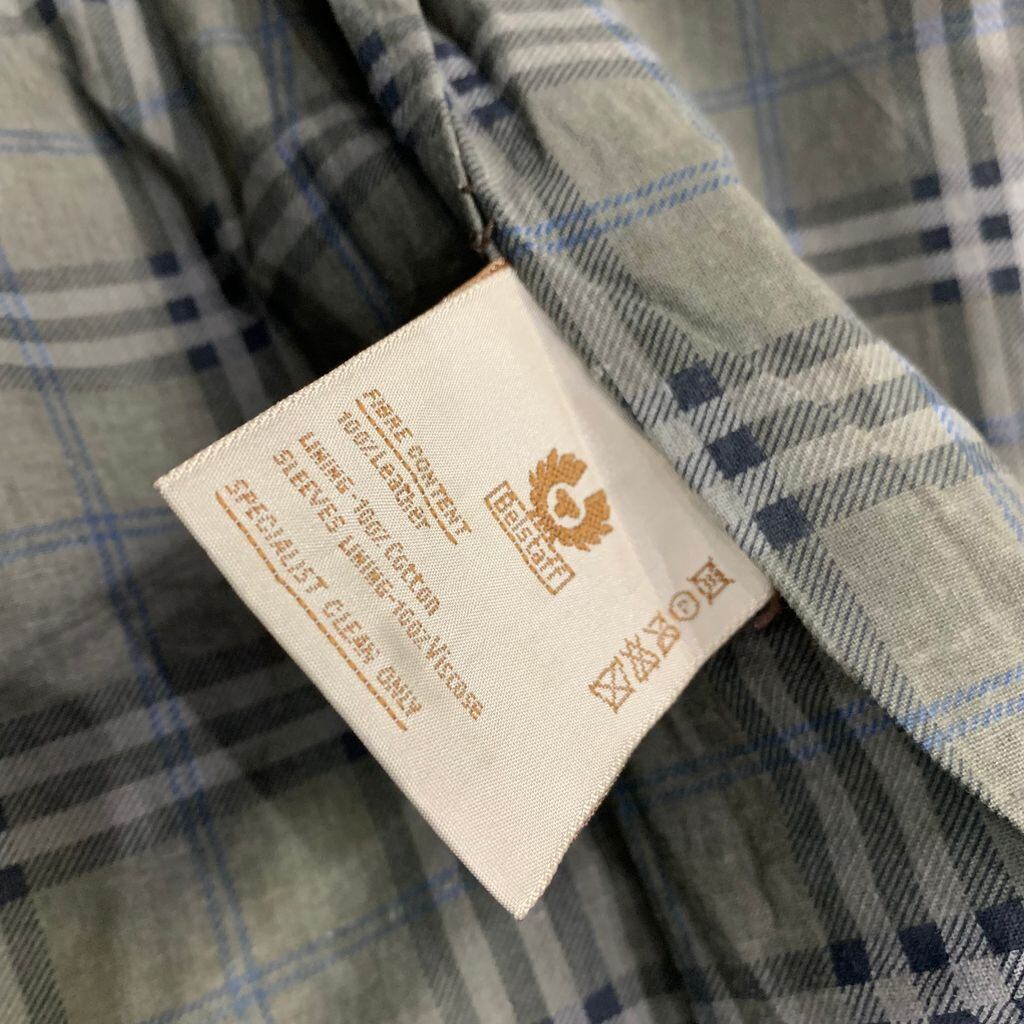 Belstaff
FIBRE CONTENT
100%Leather
LINING-100%Cotton
SLEEVES LINING-100%Viscose
SPECIALIST CLEAN ONLY
P